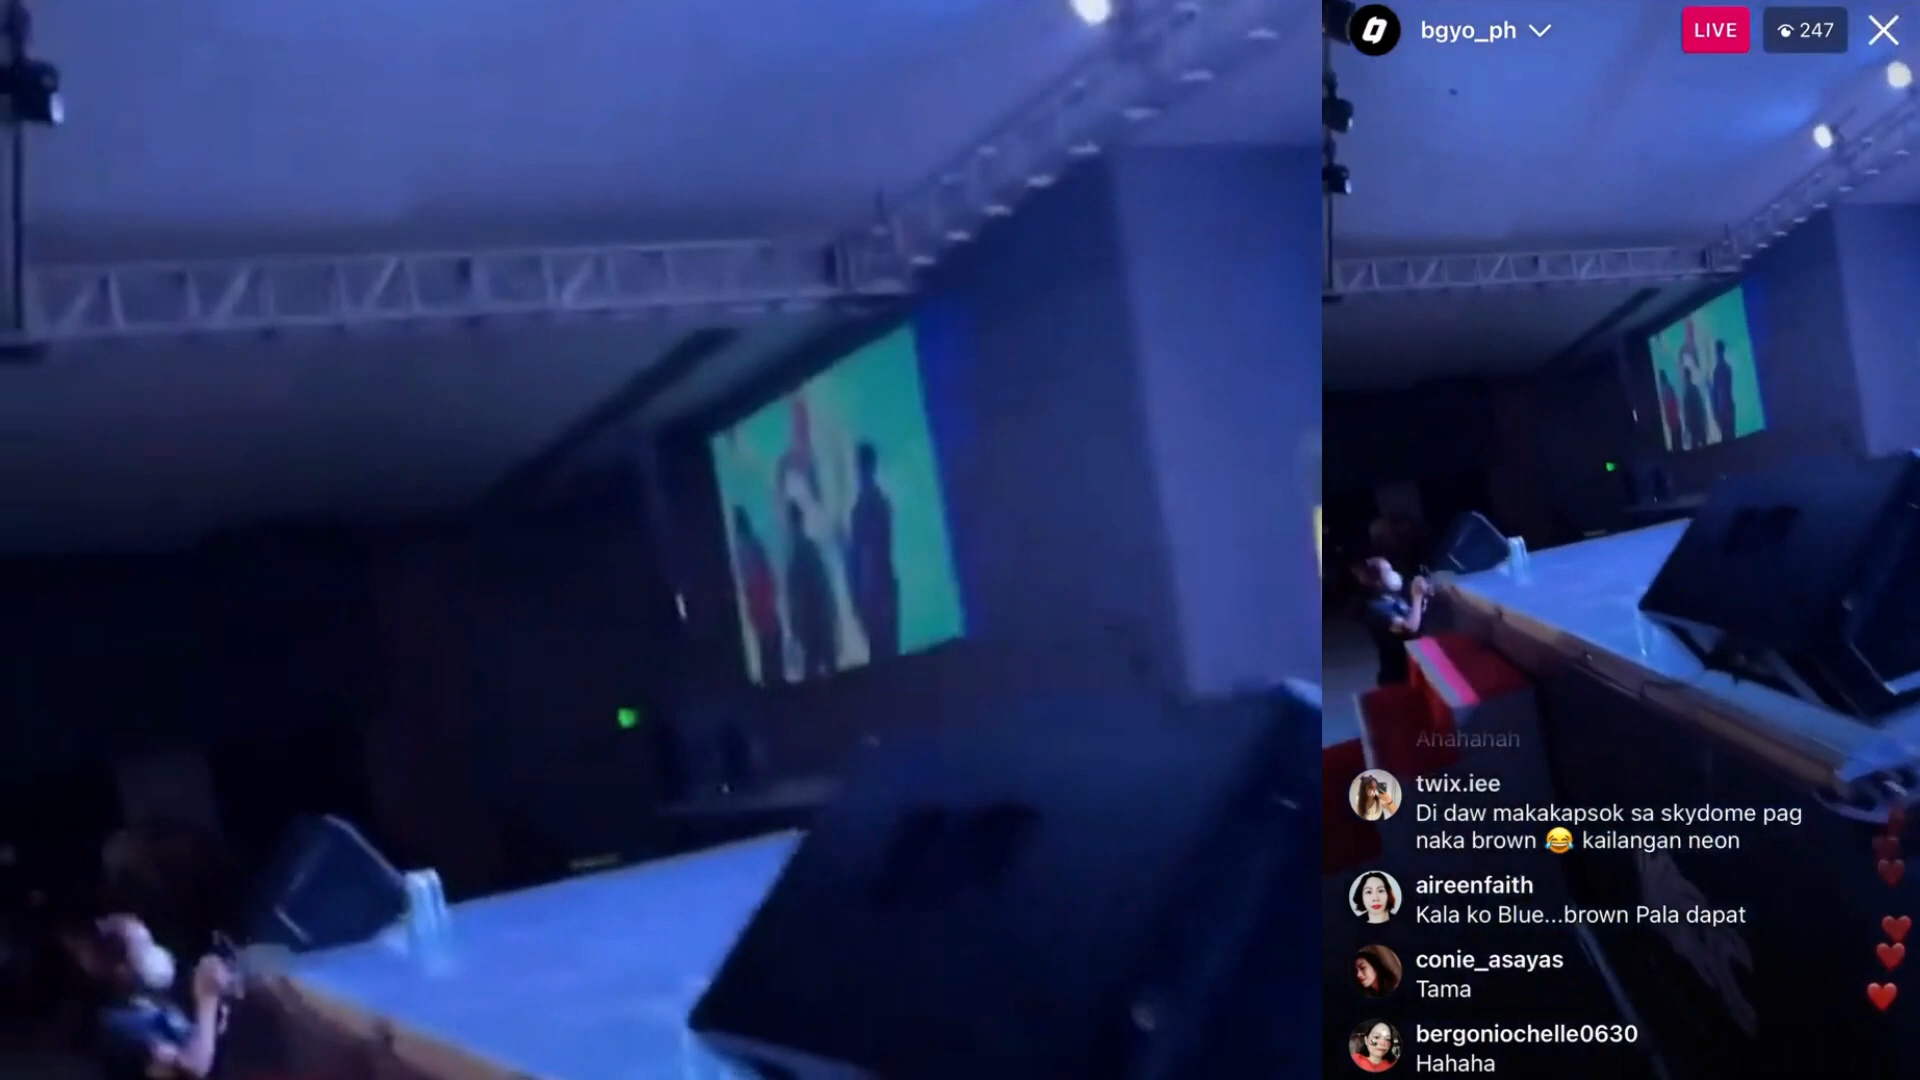 bgyo_ph
LIVE
247
Ahahahah
twix.iee
Di daw makakapsok sa skydome pag
naka brown 😂 kailangan neon
aireenfaith
Kala ko Blue...brown Pala dapat
conie_asayas
Tama
bergoniochelle0630
Hahaha